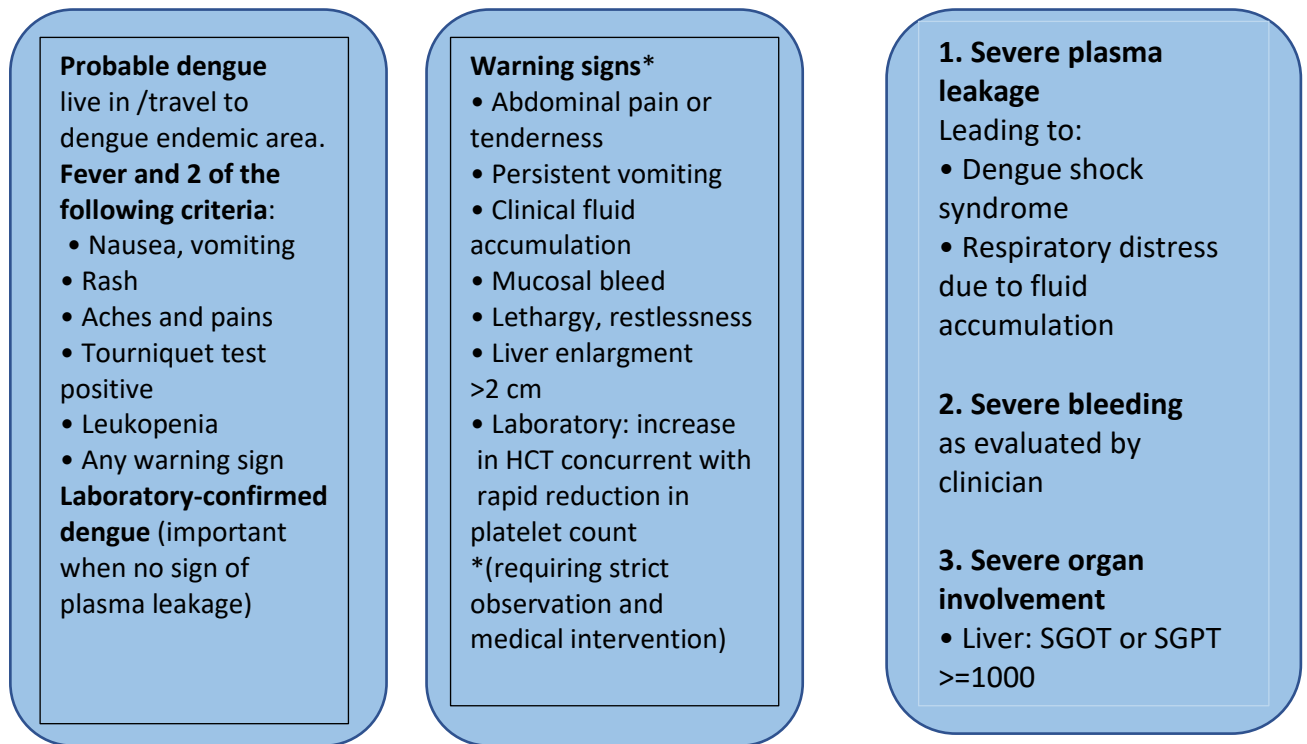 Probable dengue
live in /travel to
dengue endemic area.
Fever and 2 of the
following criteria:
• Nausea, vomiting
• Rash
• Aches and pains
• Tourniquet test
positive
• Leukopenia
• Any warning sign
Laboratory-confirmed
dengue (important
when no sign of
plasma leakage)
Warning signs*
• Abdominal pain or
tenderness
• Persistent vomiting
• Clinical fluid
accumulation
• Mucosal bleed
• Lethargy, restlessness
• Liver enlargment
>2 cm
• Laboratory: increase
in HCT concurrent with
rapid reduction in
platelet count
*(requiring strict
observation and
medical intervention)
1. Severe plasma
leakage
Leading to:
• Dengue shock
syndrome
• Respiratory distress
due to fluid
accumulation
2. Severe bleeding
as evaluated by
clinician
3. Severe organ
involvement
• Liver: SGOT or SGPT
>=1000